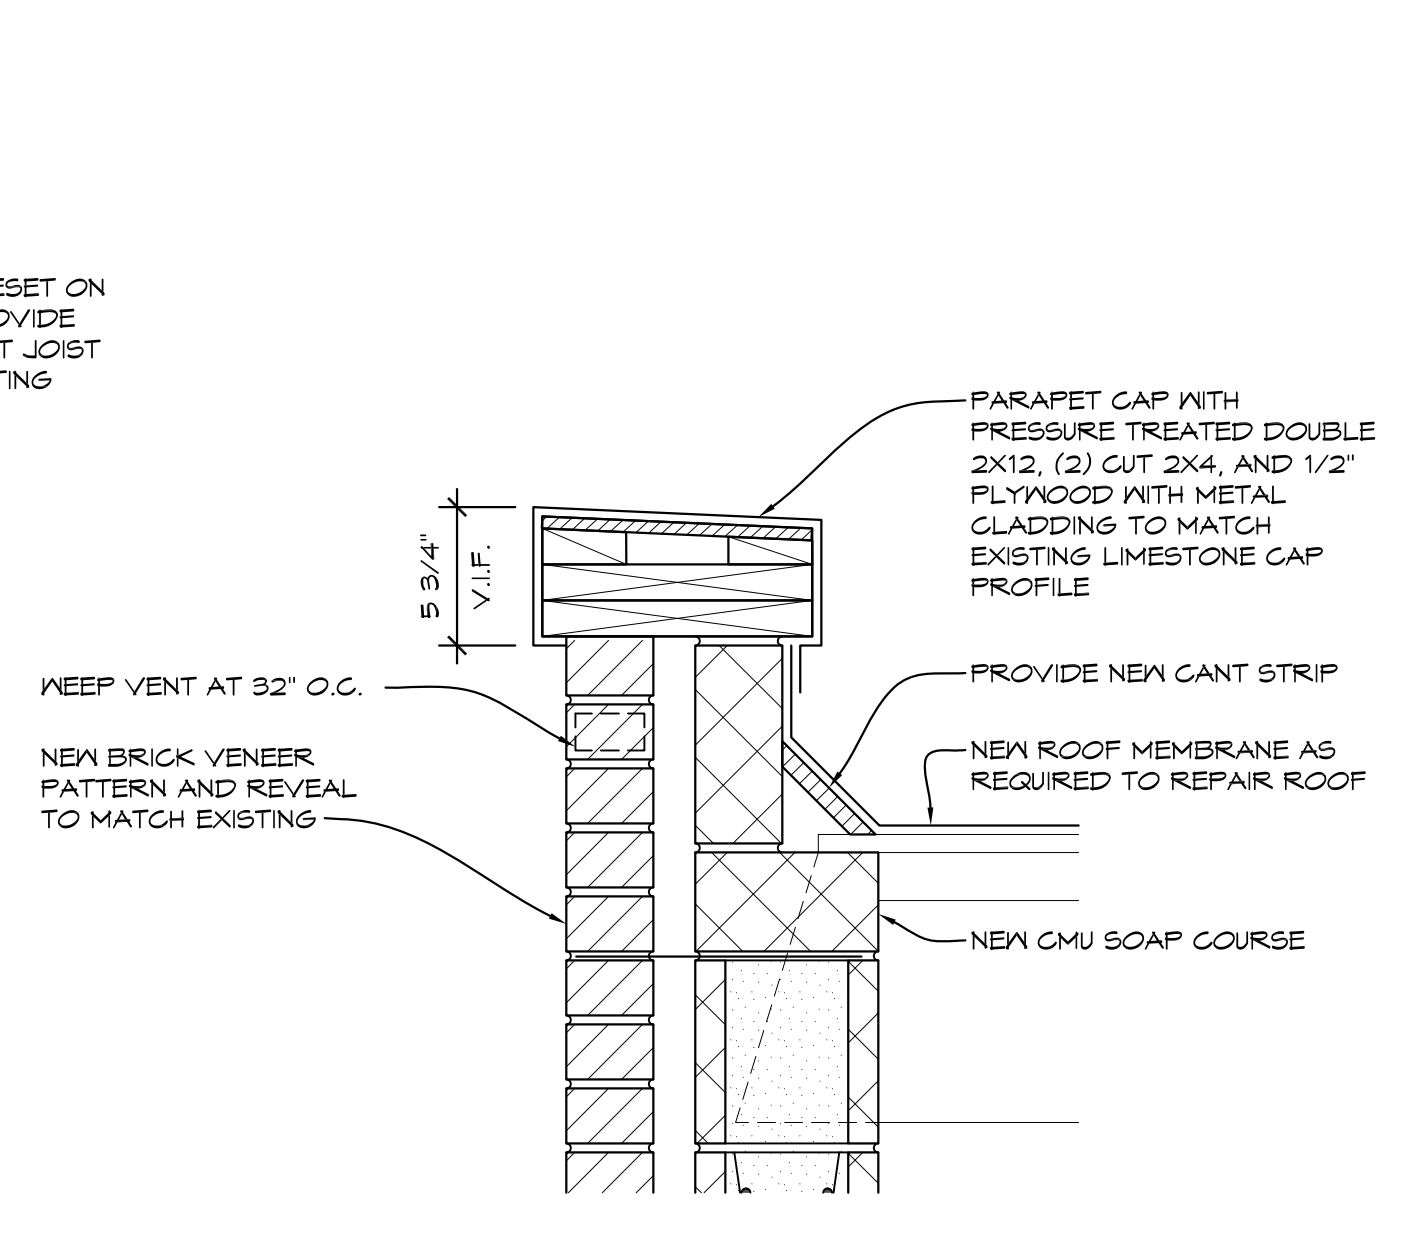 ESET ON
OVIDE
T JOIST
TING
PARAPET CAP WITH
PRESSURE TREATED DOUBLE
2X12, (2) CUT 2X4, AND 1/2"
PLYWOOD WITH METAL
CLADDING TO MATCH
EXISTING LIMESTONE CAP
PROFILE
5 3/4"
V.I.F.
WEEP VENT AT 32" O.C.
NEW BRICK VENEER
PATTERN AND REVEAL
TO MATCH EXISTING
PROVIDE NEW CANT STRIP
NEW ROOF MEMBRANE AS
REQUIRED TO REPAIR ROOF
NEW CMU SOAP COURSE